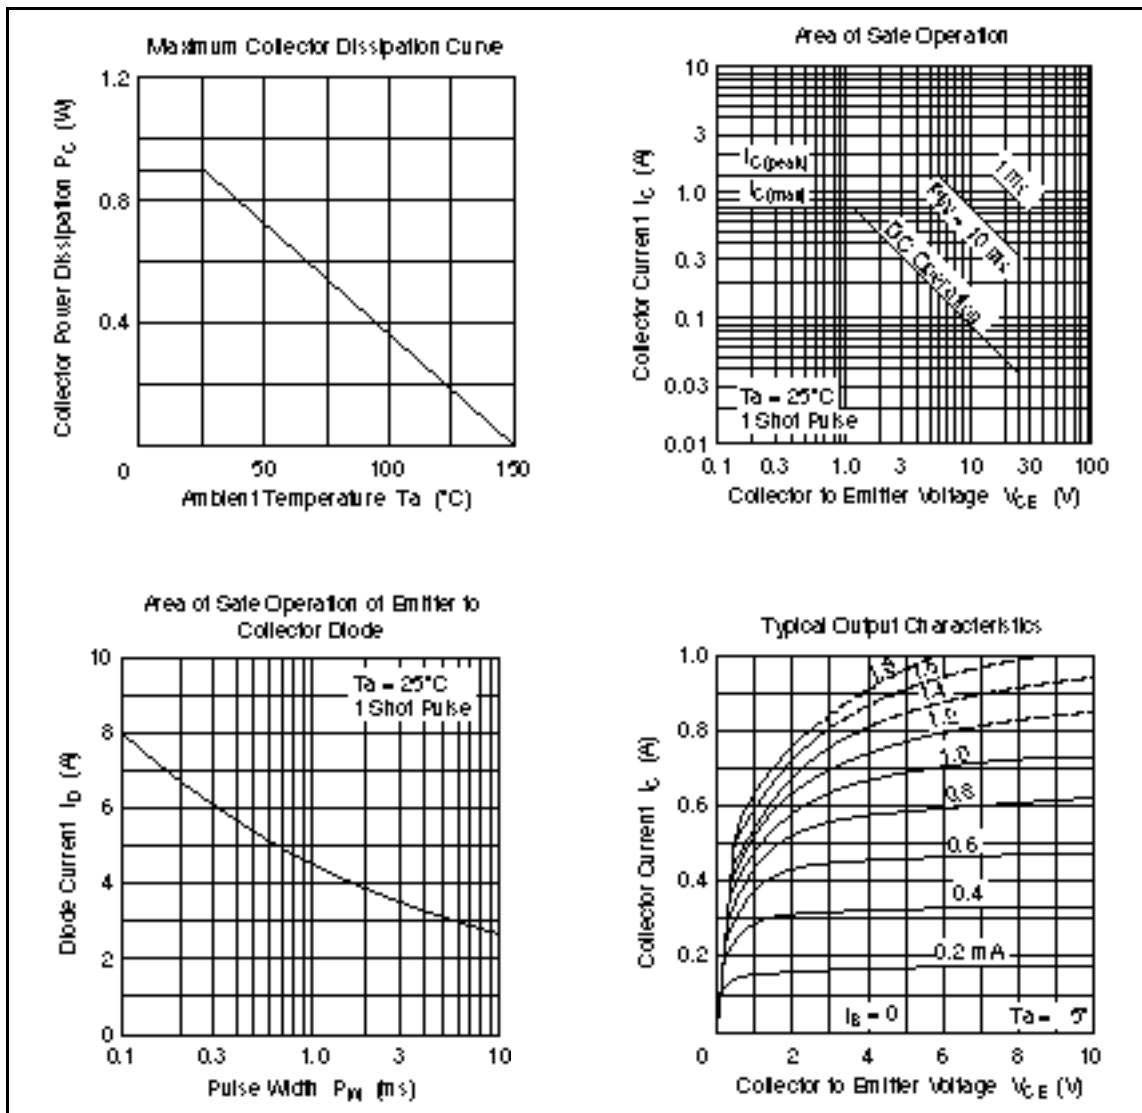 Maximum Collector Dissipation Curve
Collector Power Dissipation PC (W)
1.2
0.8
0.4
0
50
100
150
Ambient Temperature Ta (°C)
Area of Safe Operation
Collector Current IC (A)
10
3
1.0
0.3
0.1
0.03
0.01
IC(peak)
IC(max)
1 ms
PW = 10 ms
DC Operation
Ta = 25°C
1 Shot Pulse
0.1
0.3
1.0
3
10
30
100
Collector to Emitter Voltage VCE (V)
Area of Safe Operation of Emitter to
Collector Diode
Diode Current ID (A)
10
8
6
4
2
0
Ta = 25°C
1 Shot Pulse
0.1
0.3
1.0
3
10
Pulse Width PW (ms)
Typical Output Characteristics
Collector Current IC (A)
1.0
0.8
0.6
0.4
0.2
0
1.2
1.0
0.8
0.6
0.4
0.2 mA
IB = 0
Ta =
2
4
6
8
10
Collector to Emitter Voltage VCE (V)